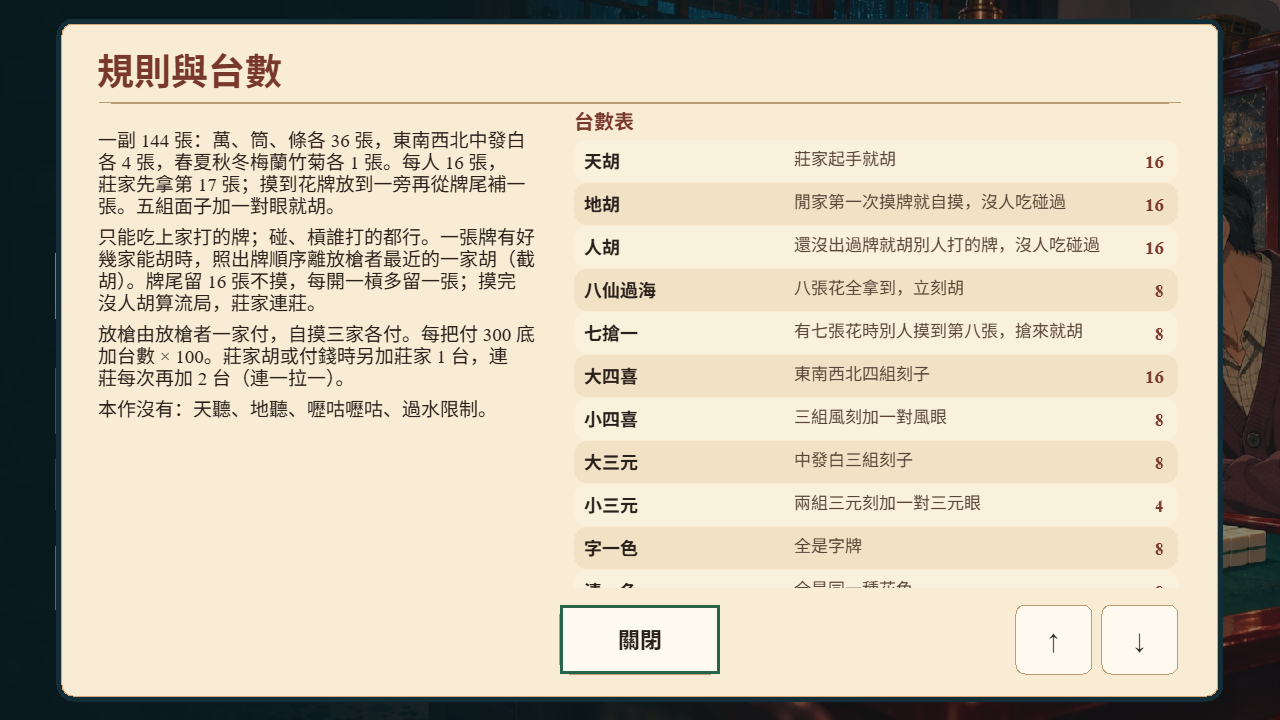 規則與台數
一副 144 張：萬、筒、條各 36 張，東南西北中發白
各 4 張，春夏秋冬梅蘭竹菊各 1 張。每人 16 張，
莊家先拿第 17 張；摸到花牌放到一旁再從牌尾補一
張。五組面子加一對眼就胡。
只能吃上家打的牌；碰、槓誰打的都行。一張牌有好
幾家能胡時，照出牌順序離放槍者最近的一家胡（截
胡）。牌尾留 16 張不摸，每開一槓多留一張；摸完
沒人胡算流局，莊家連莊。
放槍由放槍者一家付，自摸三家各付。每把付 300 底
加台數 × 100。莊家胡或付錢時另加莊家 1 台，連
莊每次再加 2 台（連一拉一）。
本作沒有：天聽、地聽、嚦咕嚦咕、過水限制。
台數表
天胡 莊家起手就胡 16
地胡 閒家第一次摸牌就自摸，沒人吃碰過 16
人胡 還沒出過牌就胡別人打的牌，沒人吃碰過 16
八仙過海 八張花全拿到，立刻胡 8
七搶一 有七張花時別人摸到第八張，搶來就胡 8
大四喜 東南西北四組刻子 16
小四喜 三組風刻加一對風眼 8
大三元 中發白三組刻子 8
小三元 兩組三元刻加一對三元眼 4
字一色 全是字牌 8
清一色 全是同一種花色 8
關閉
↑ ↓